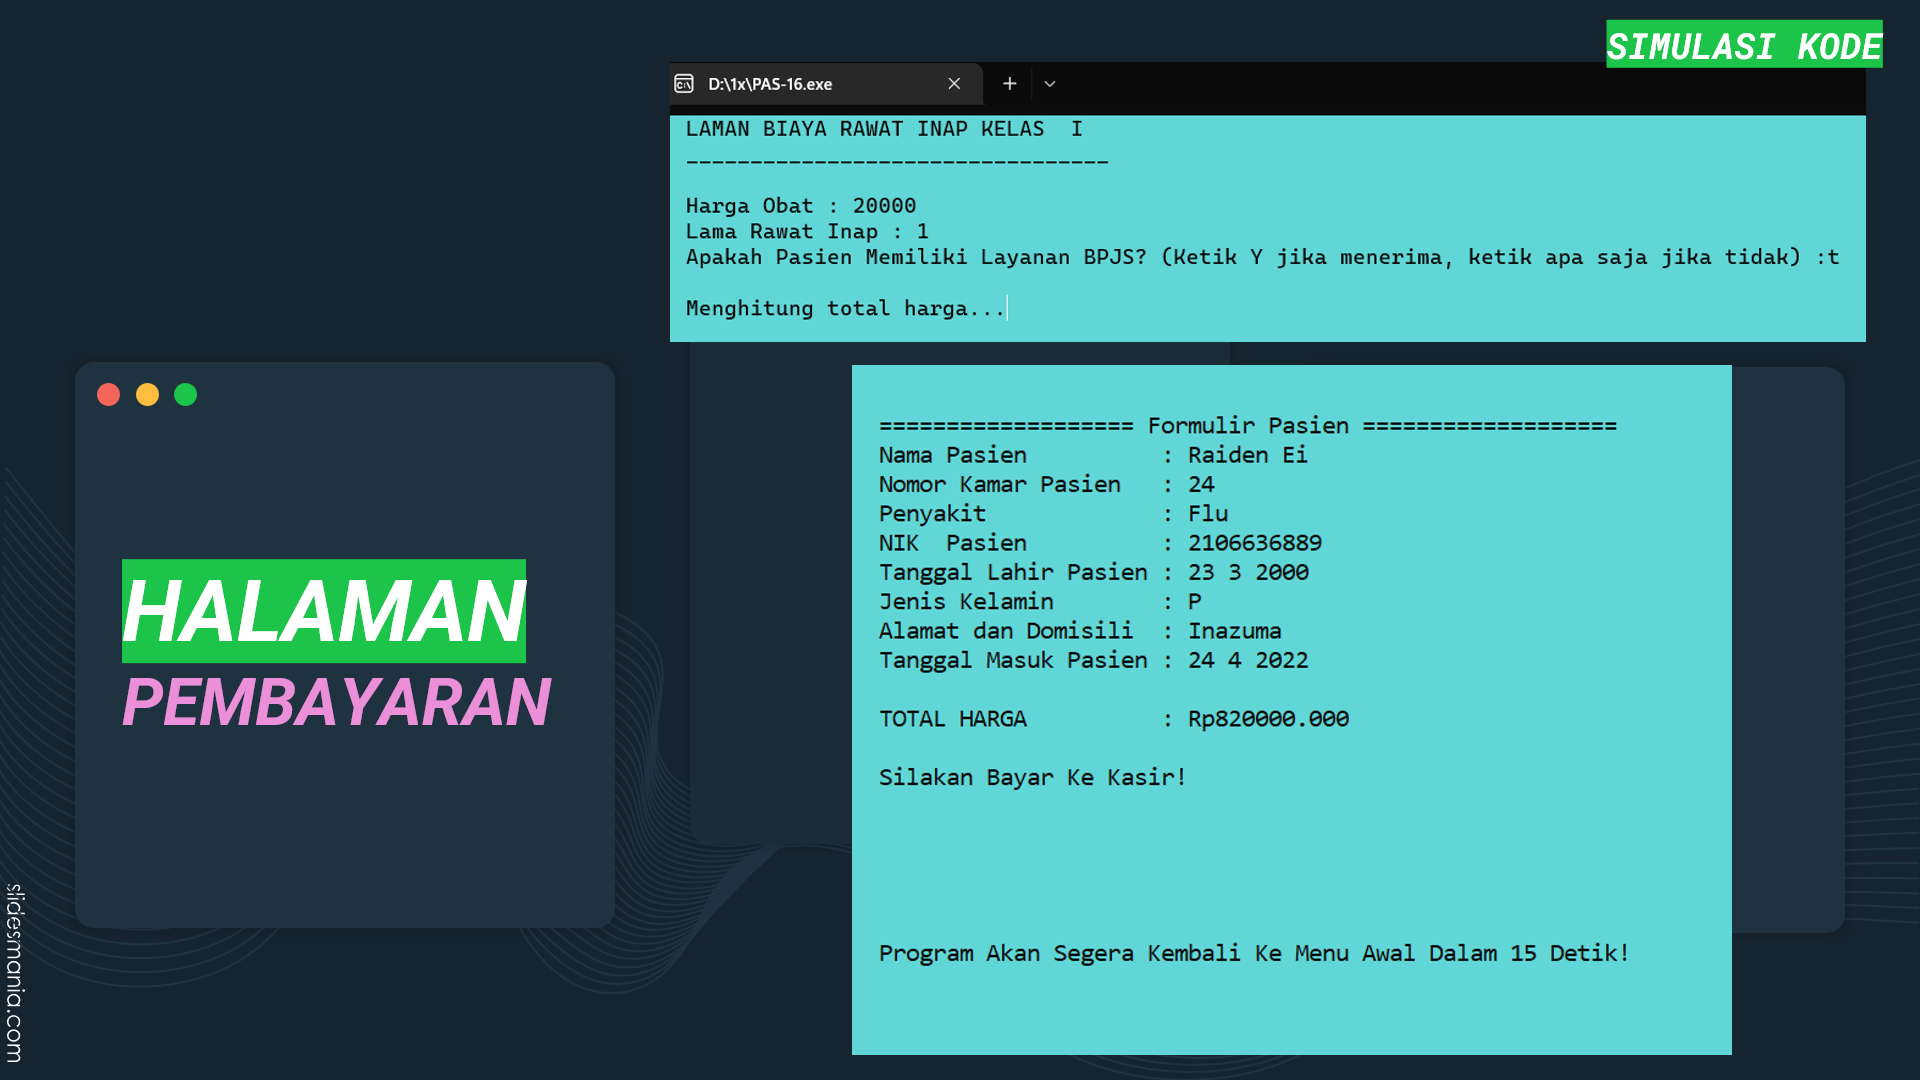 SIMULASI KODE
D:\1x\PAS-16.exe
LAMAN BIAYA RAWAT INAP KELAS  I
---------------------------------
Harga Obat : 20000
Lama Rawat Inap : 1
Apakah Pasien Memiliki Layanan BPJS? (Ketik Y jika menerima, ketik apa saja jika tidak) :t
Menghitung total harga...
HALAMAN
PEMBAYARAN
=================== Formulir Pasien ===================
Nama Pasien          : Raiden Ei
Nomor Kamar Pasien   : 24
Penyakit             : Flu
NIK  Pasien          : 2106636889
Tanggal Lahir Pasien : 23 3 2000
Jenis Kelamin        : P
Alamat dan Domisili  : Inazuma
Tanggal Masuk Pasien : 24 4 2022
TOTAL HARGA          : Rp820000.000
Silakan Bayar Ke Kasir!
Program Akan Segera Kembali Ke Menu Awal Dalam 15 Detik!
slidesmania.com